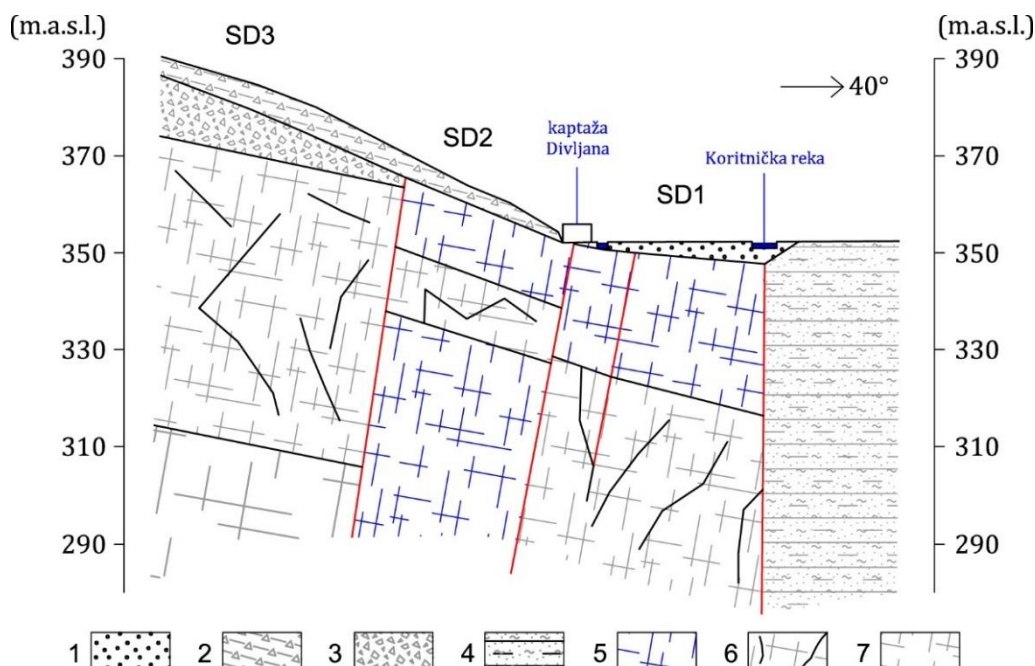 (m.a.s.l.)
(m.a.s.l.)
SD3
390
390
40°
kaptaža
Divljana
SD2
Koritnička reka
370
370
SD1
350
350
330
330
310
310
290
290
1 2 3 4 5 6 7